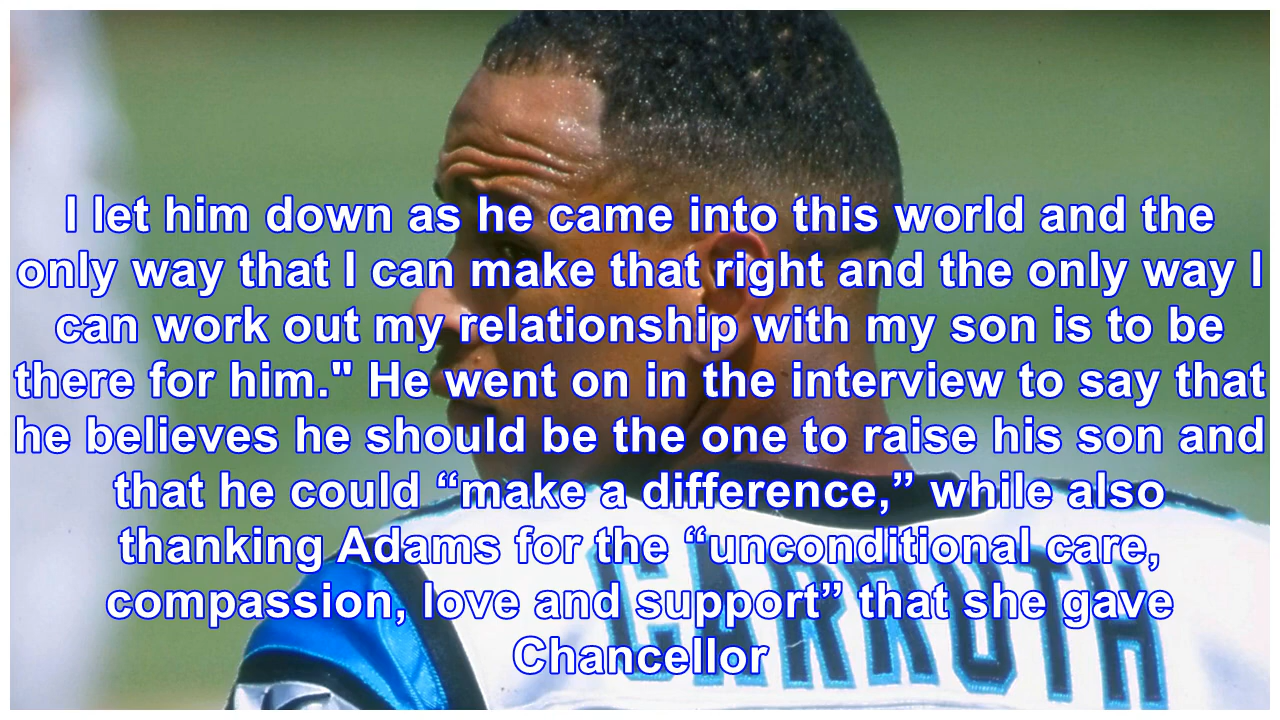 I let him down as he came into this world and the
only way that I can make that right and the only way I
can work out my relationship with my son is to be
there for him." He went on in the interview to say that
he believes he should be the one to raise his son and
that he could “make a difference,” while also
thanking Adams for the “unconditional care,
compassion, love and support” that she gave
Chancellor
CARRUTH